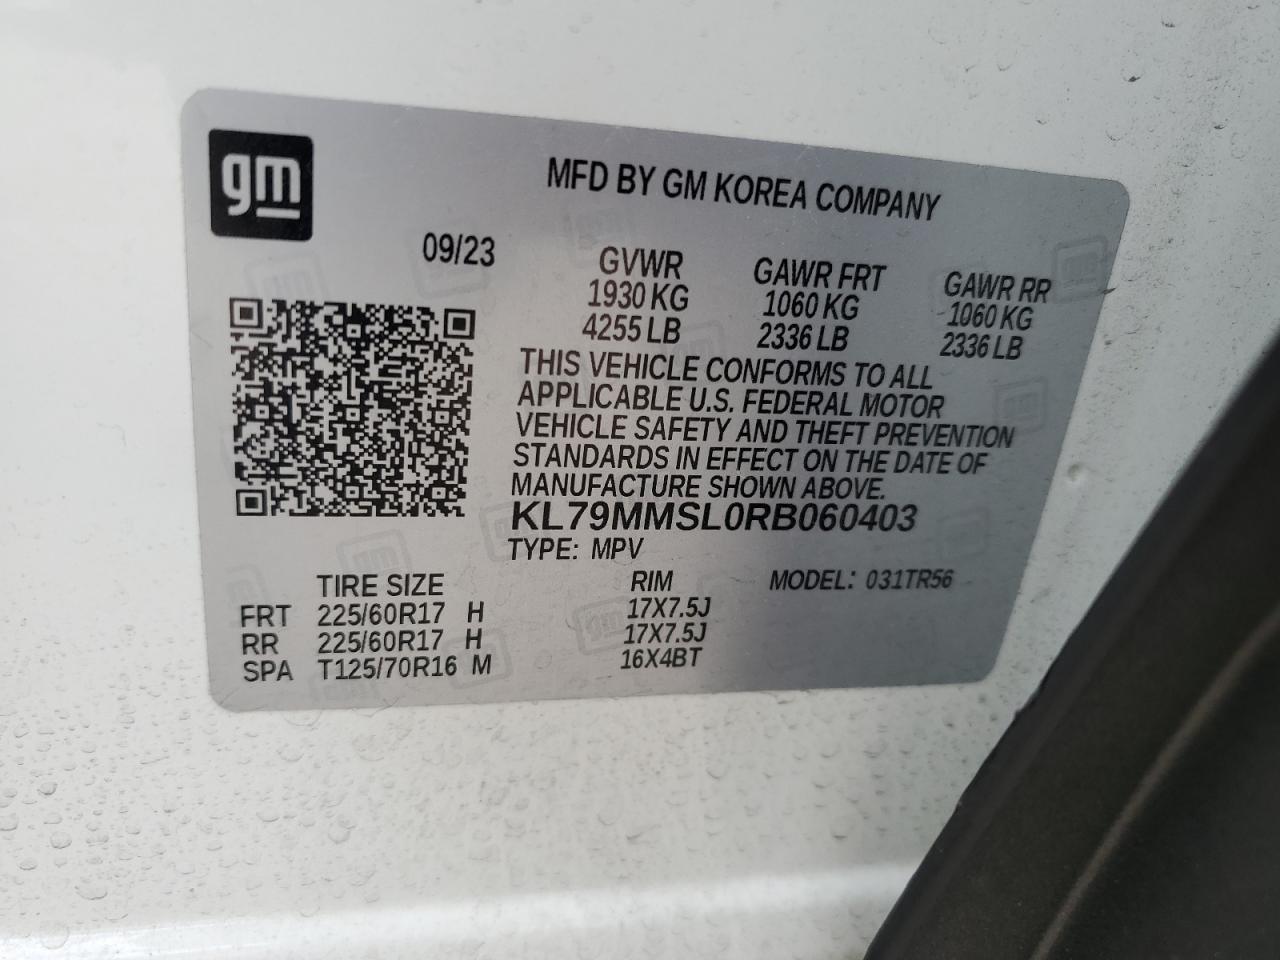 gm
MFD BY GM KOREA COMPANY
09/23
GVWR GAWR FRT GAWR RR
1930 KG 1060 KG 1060 KG
4255 LB 2336 LB 2336 LB
THIS VEHICLE CONFORMS TO ALL
APPLICABLE U.S. FEDERAL MOTOR
VEHICLE SAFETY AND THEFT PREVENTION
STANDARDS IN EFFECT ON THE DATE OF
MANUFACTURE SHOWN ABOVE.
KL79MMSL0RB060403
TYPE: MPV
TIRE SIZE RIM MODEL: 031TR56
FRT 225/60R17 H 17X7.5J
RR 225/60R17 H 17X7.5J
SPA T125/70R16 M 16X4BT